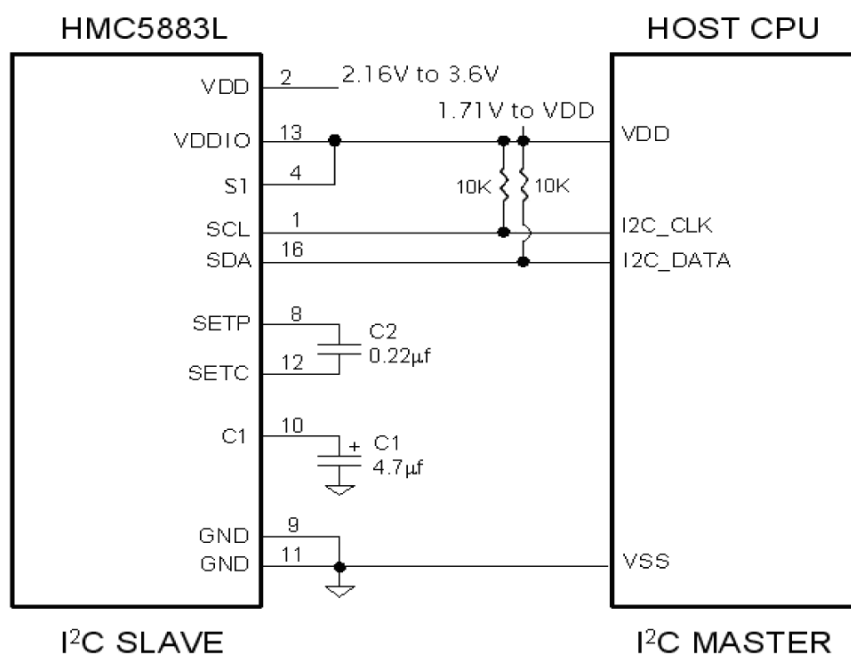 HMC5883L
HOST CPU
VDD 2 2.16V to 3.6V
1.71V to VDD
VDDIO 13 VDD
S1 4 10K 10K
SCL 1 I2C_CLK
SDA 16 I2C_DATA
SETP 8
C2
0.22µf
SETC 12
C1 10
+ C1
4.7µf
GND 9
GND 11 VSS
I²C SLAVE
I²C MASTER